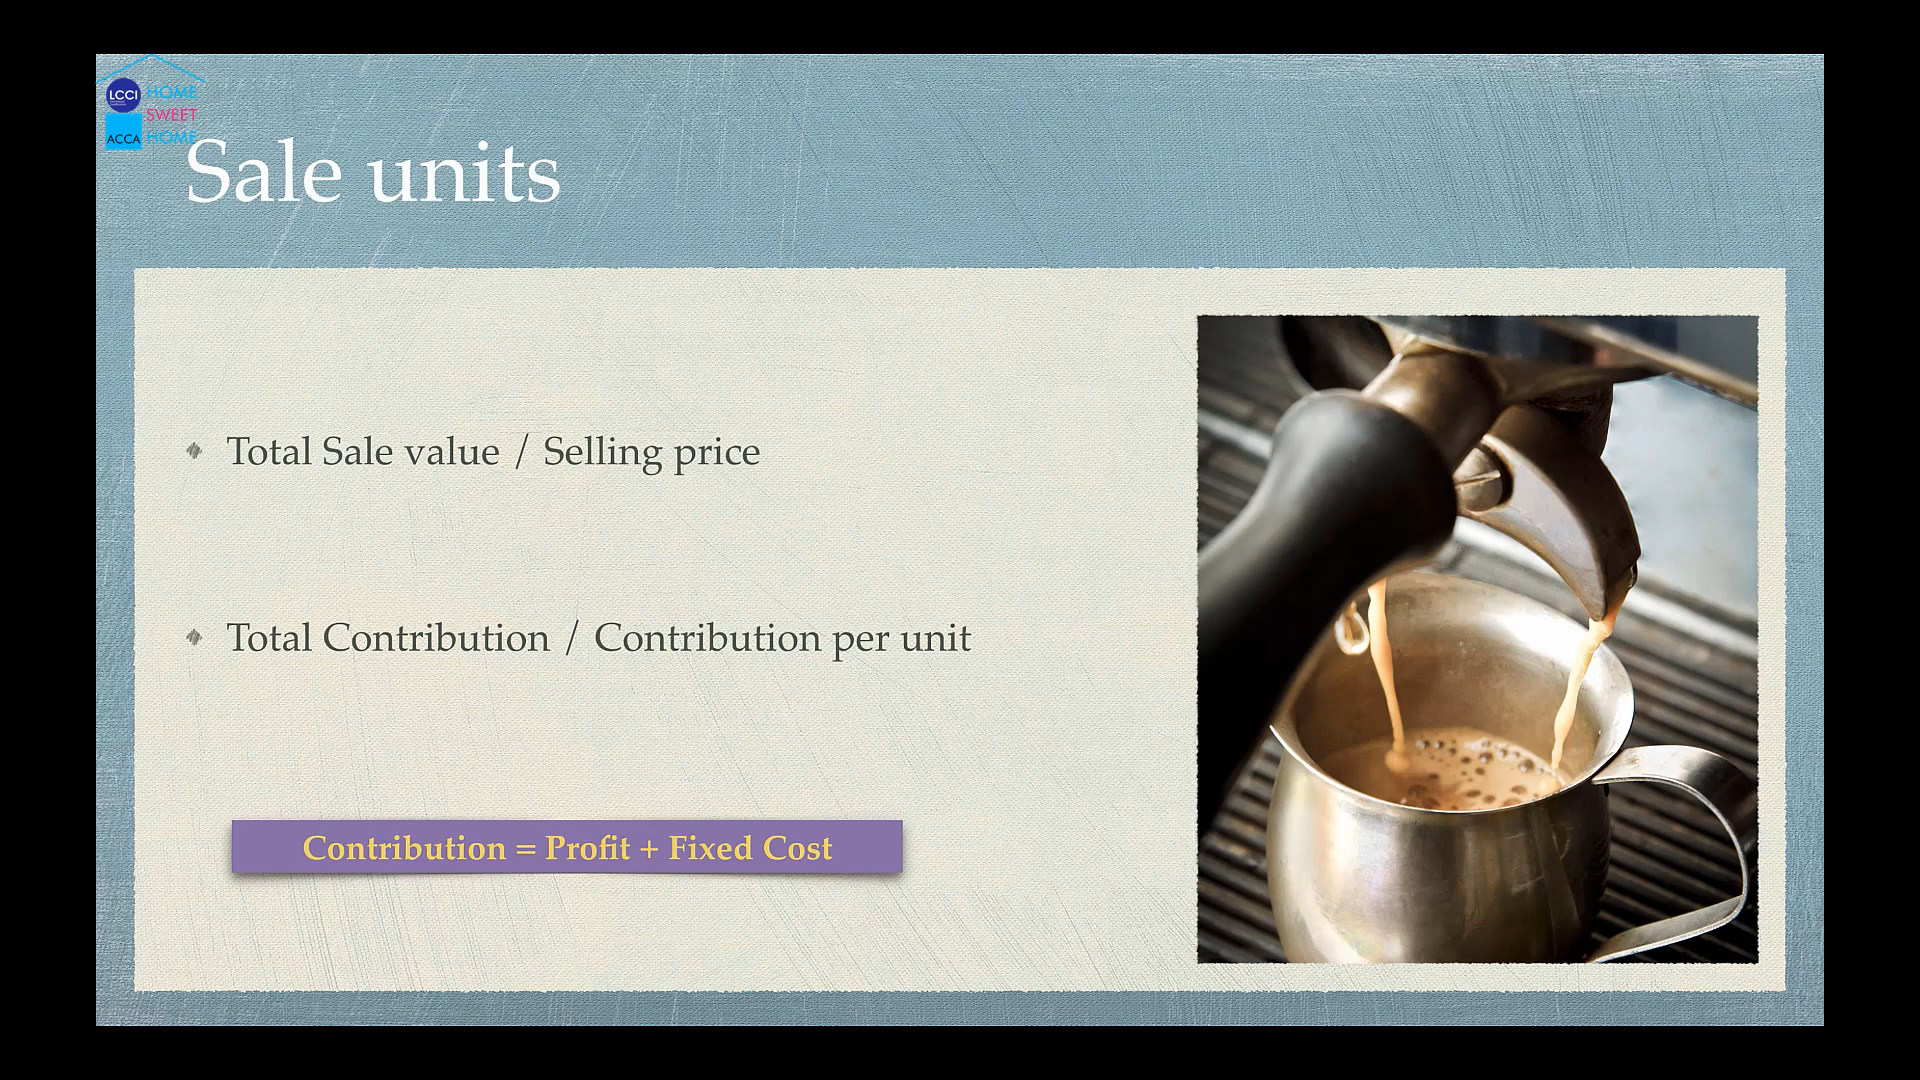 LCCI
HOME
SWEET
ACCA HOME
Sale units
Total Sale value / Selling price
Total Contribution / Contribution per unit
Contribution = Profit + Fixed Cost